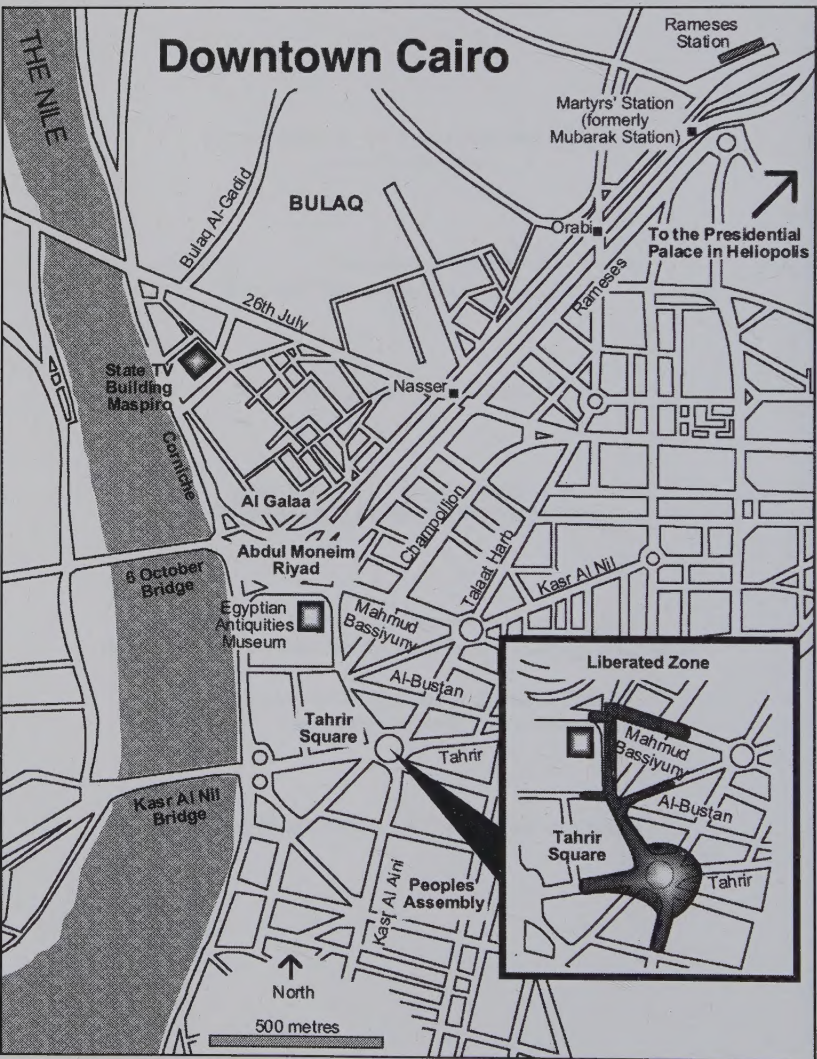 Downtown Cairo
THE NILE
Rameses
Station
Martyrs' Station
(formerly
Mubarak Station)
Bulaq Al-Gadid
BULAQ
Orabi
To the Presidential
Palace in Heliopolis
Rameses
26th July
State TV
Building
Maspiro
Nasser
Corniche
Al Galaa
Champollion
Abdul Moneim
Riyad
Talaat Harb
Kasr Al Nil
6 October
Bridge
Egyptian
Antiquities
Museum
Mahmud
Bassiyuny
Al-Bustan
Tahrir
Square
Tahrir
Kasr Al Nil
Bridge
Kasr Al Aini
Peoples'
Assembly
North
500 metres
Liberated Zone
Mahmud
Bassiyuny
Al-Bustan
Tahrir
Square
Tahrir